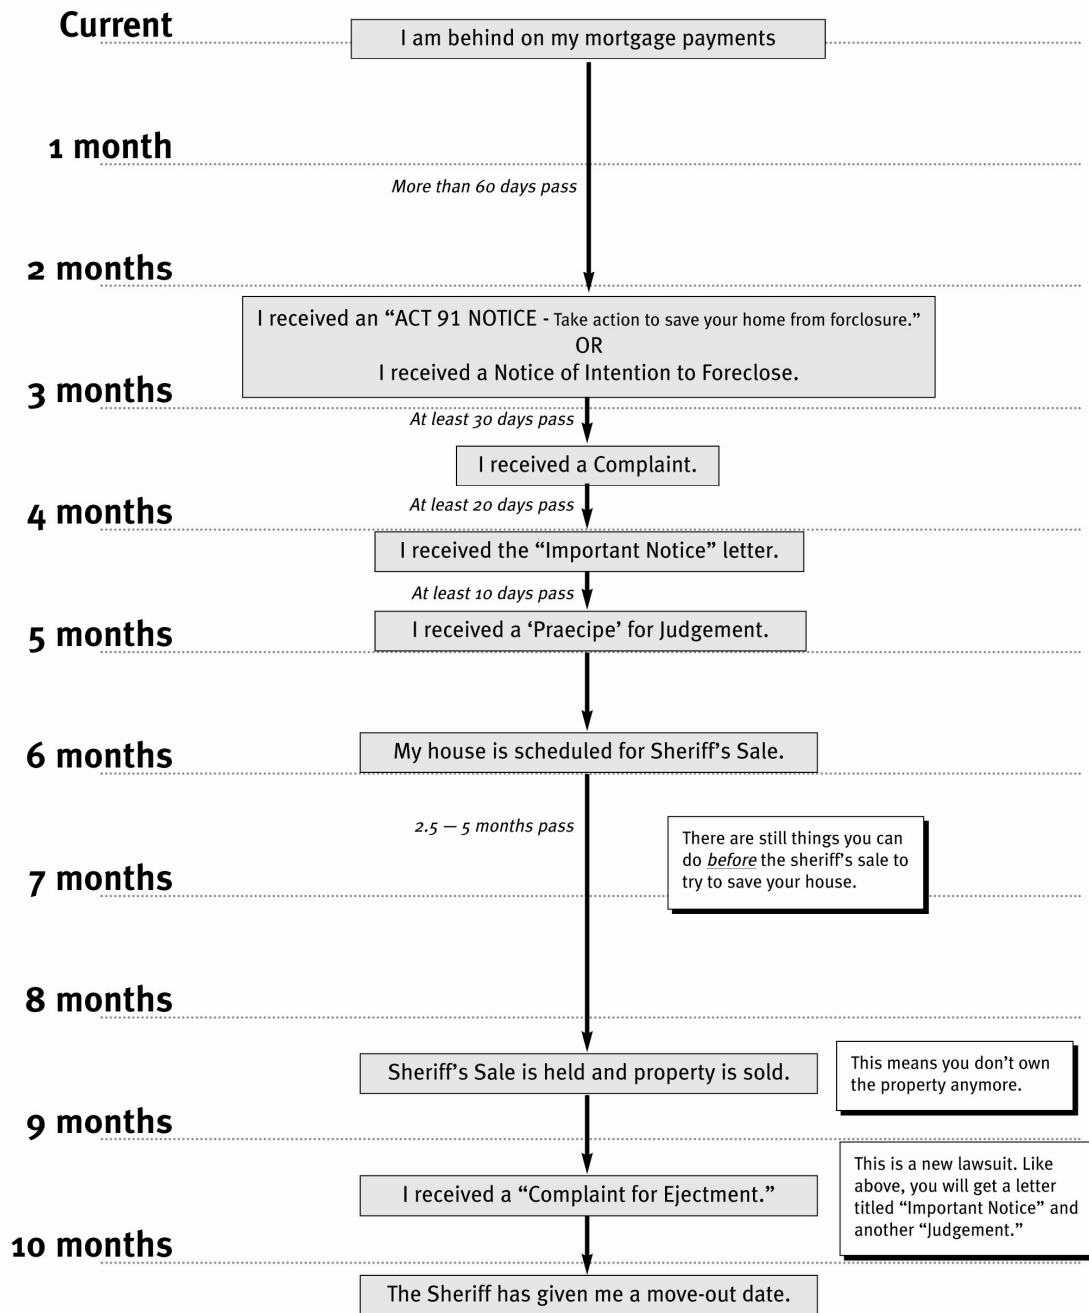 Current
I am behind on my mortgage payments
1 month
More than 60 days pass
2 months
I received an “ACT 91 NOTICE - Take action to save your home from forclosure.”
OR
I received a Notice of Intention to Foreclose.
3 months
At least 30 days pass
I received a Complaint.
At least 20 days pass
4 months
I received the “Important Notice” letter.
At least 10 days pass
I received a ‘Praecipe’ for Judgement.
5 months
My house is scheduled for Sheriff’s Sale.
6 months
2.5 — 5 months pass
There are still things you can
do before the sheriff’s sale to
try to save your house.
7 months
8 months
Sheriff’s Sale is held and property is sold.
This means you don’t own
the property anymore.
9 months
This is a new lawsuit. Like
above, you will get a letter
titled “Important Notice” and
another “Judgement.”
I received a “Complaint for Ejectment.”
10 months
The Sheriff has given me a move-out date.